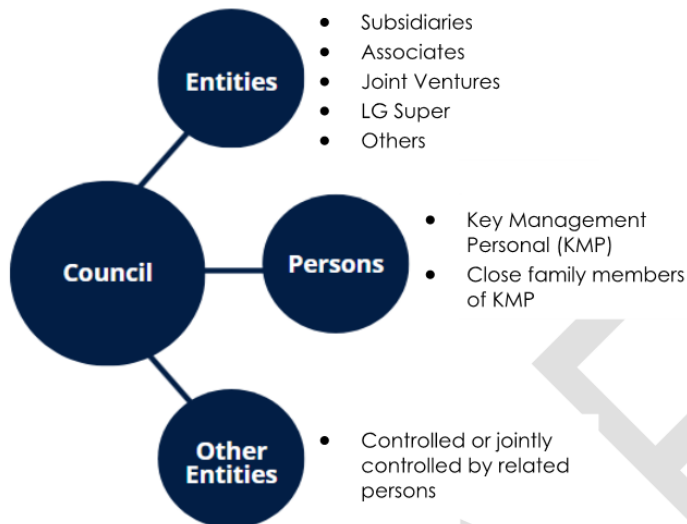 Entities
• Subsidiaries
• Associates
• Joint Ventures
• LG Super
• Others
Council
Persons
• Key Management
Personal (KMP)
• Close family members
of KMP
Other
Entities
• Controlled or jointly
controlled by related
persons